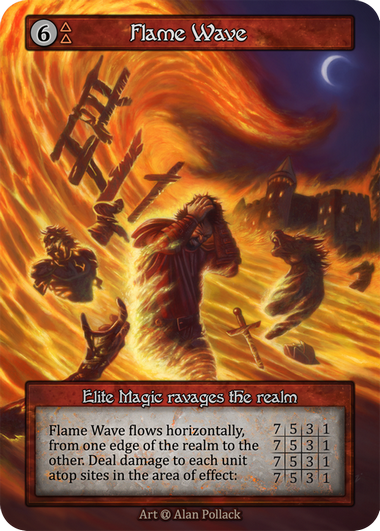 6
Flame Wave
Elite Magic ravages the realm
Flame Wave flows horizontally,
from one edge of the realm to the
other. Deal damage to each unit
atop sites in the area of effect:
7 5 3 1
7 5 3 1
7 5 3 1
7 5 3 1
Art @ Alan Pollack